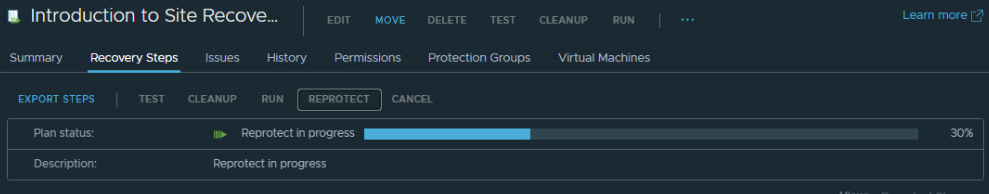 Introduction to Site Recove... EDIT MOVE DELETE TEST CLEANUP RUN ... Learn more
Summary Recovery Steps Issues History Permissions Protection Groups Virtual Machines
EXPORT STEPS TEST CLEANUP RUN REPROTECT CANCEL
Plan status: Reprotect in progress 30%
Description: Reprotect in progress